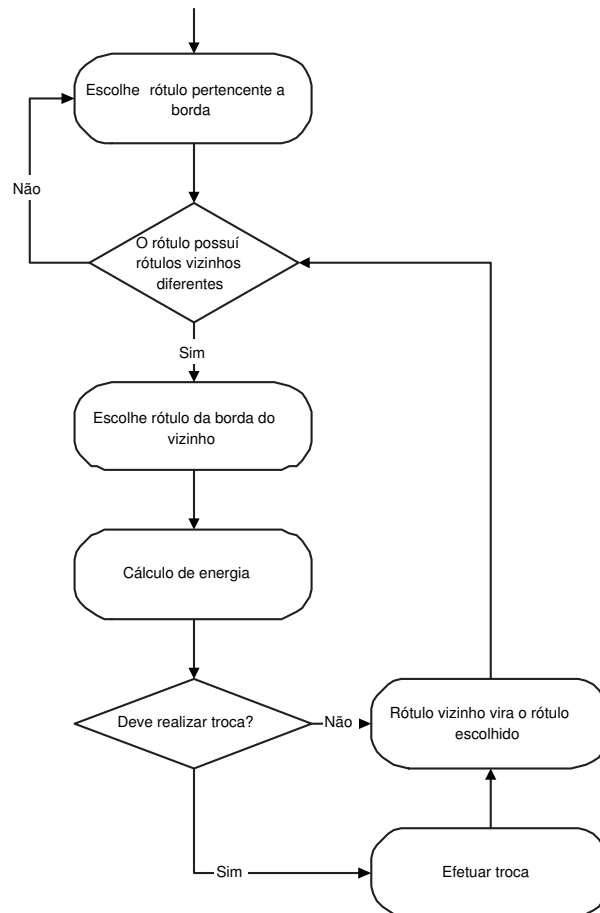 Escolhe rótulo pertencente a
borda
Não
O rótulo possuí
rótulos vizinhos
diferentes
Sim
Escolhe rótulo da borda do
vizinho
Cálculo de energia
Deve realizar troca?
Não
Rótulo vizinho vira o rótulo
escolhido
Sim
Efetuar troca